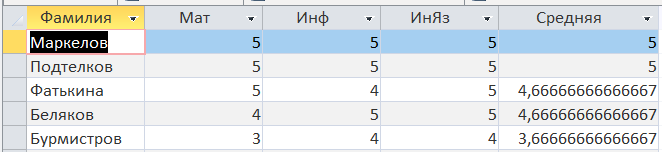 Фамилия Мат Инф ИнЯз Средняя
Маркелов 5 5 5 5
Подтелков 5 5 5 5
Фатькина 5 4 5 4,66666666666667
Беляков 4 5 5 4,66666666666667
Бурмистров 3 4 4 3,66666666666667